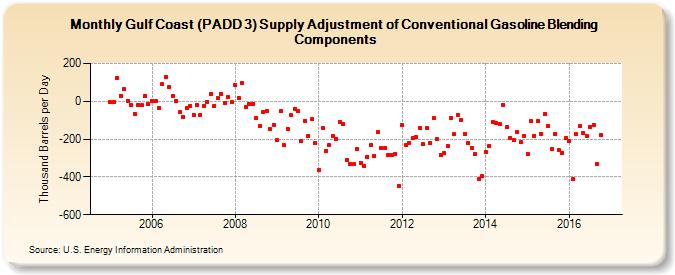 Monthly Gulf Coast (PADD 3) Supply Adjustment of Conventional Gasoline Blending
Components
Thousand Barrels per Day
200
0
-200
-400
-600
2006 2008 2010 2012 2014 2016
Source: U.S. Energy Information Administration